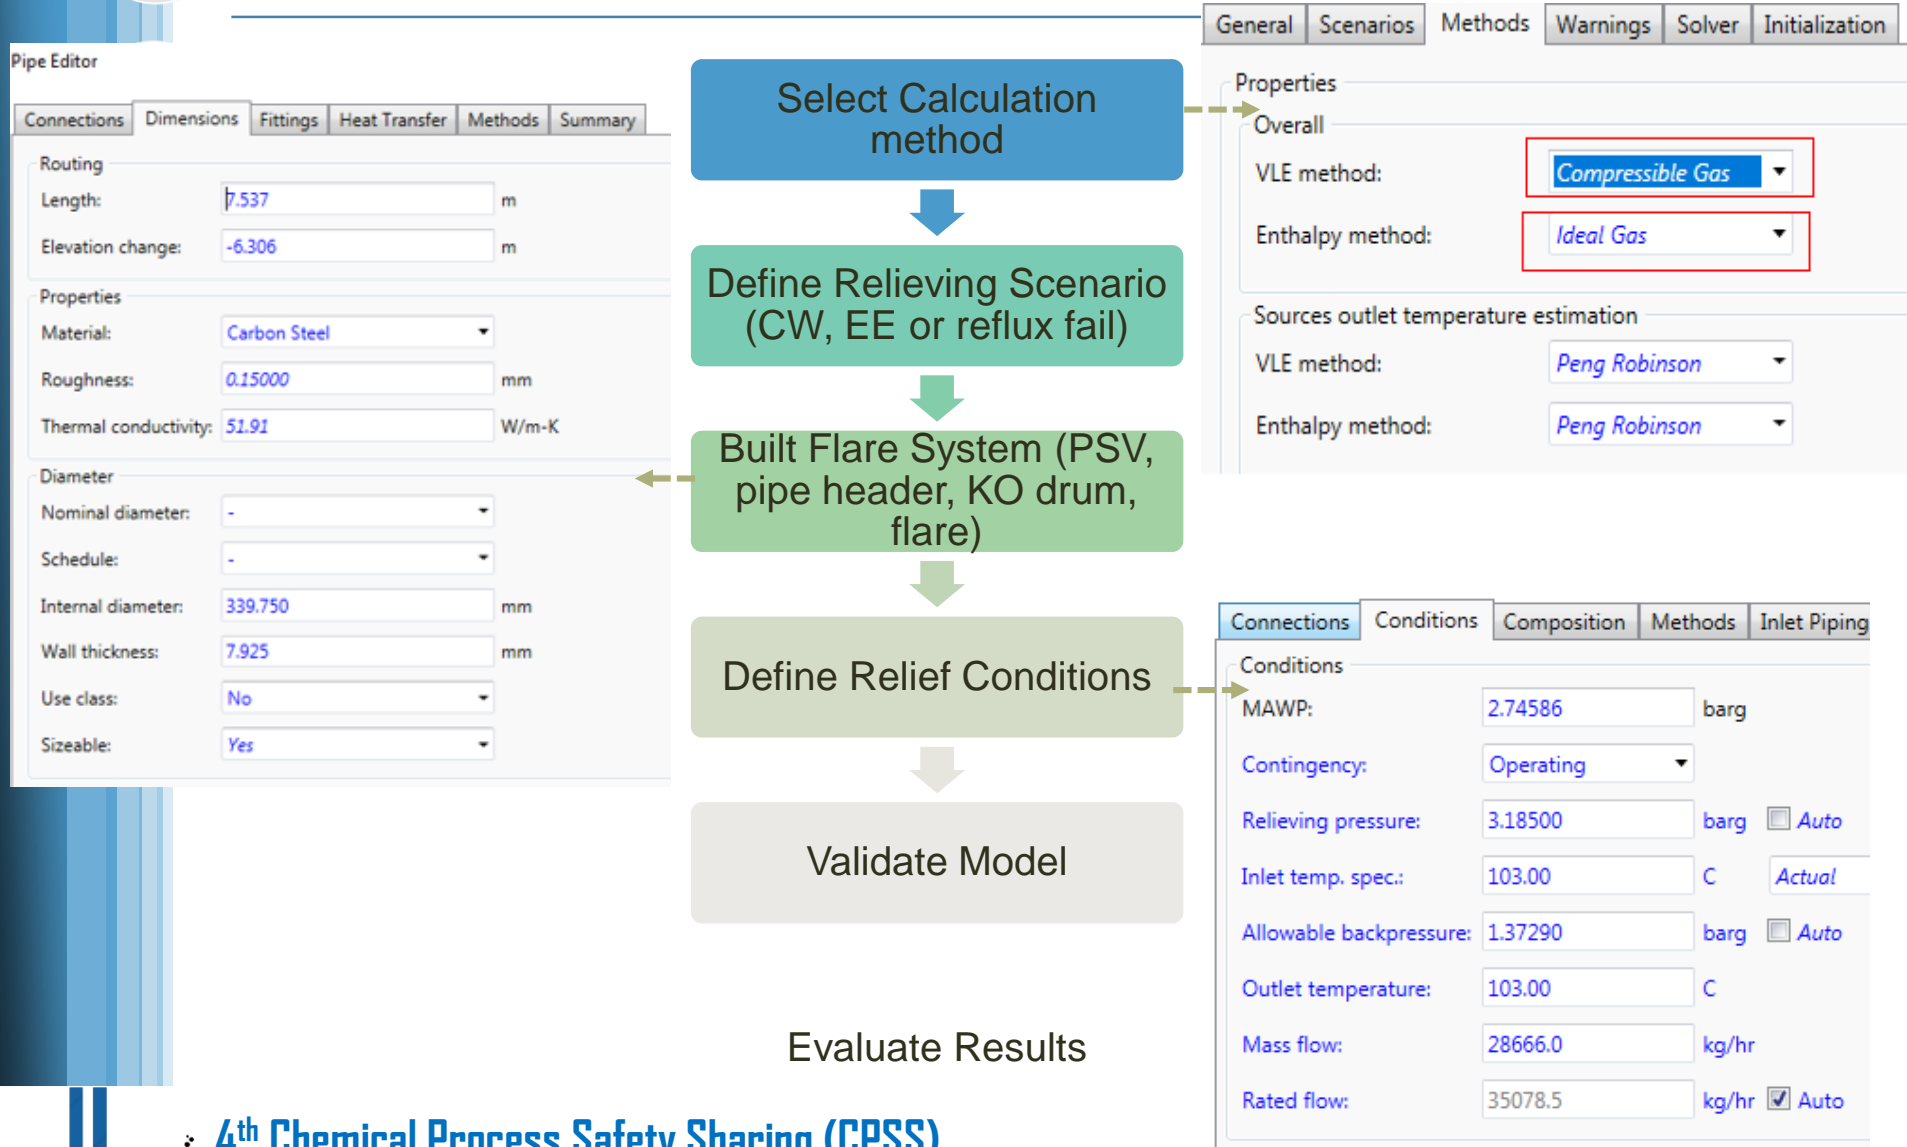 Pipe Editor
Connections Dimensions Fittings Heat Transfer Methods Summary
Routing
Length: 7.537 m
Elevation change: -6.306 m
Properties
Material: Carbon Steel
Roughness: 0.15000 mm
Thermal conductivity: 51.91 W/m-K
Diameter
Nominal diameter: -
Schedule: -
Internal diameter: 339.750 mm
Wall thickness: 7.925 mm
Use class: No
Sizeable: Yes
Select Calculation
method
Define Relieving Scenario
(CW, EE or reflux fail)
Built Flare System (PSV,
pipe header, KO drum,
flare)
Define Relief Conditions
Validate Model
Evaluate Results
General Scenarios Methods Warnings Solver Initialization
Properties
Overall
VLE method: Compressible Gas
Enthalpy method: Ideal Gas
Sources outlet temperature estimation
VLE method: Peng Robinson
Enthalpy method: Peng Robinson
Connections Conditions Composition Methods Inlet Piping
Conditions
MAWP: 2.74586 barg
Contingency: Operating
Relieving pressure: 3.18500 barg Auto
Inlet temp. spec.: 103.00 C Actual
Allowable backpressure: 1.37290 barg Auto
Outlet temperature: 103.00 C
Mass flow: 28666.0 kg/hr
Rated flow: 35078.5 kg/hr Auto
4th Chemical Process Safety Sharing (CPSS)